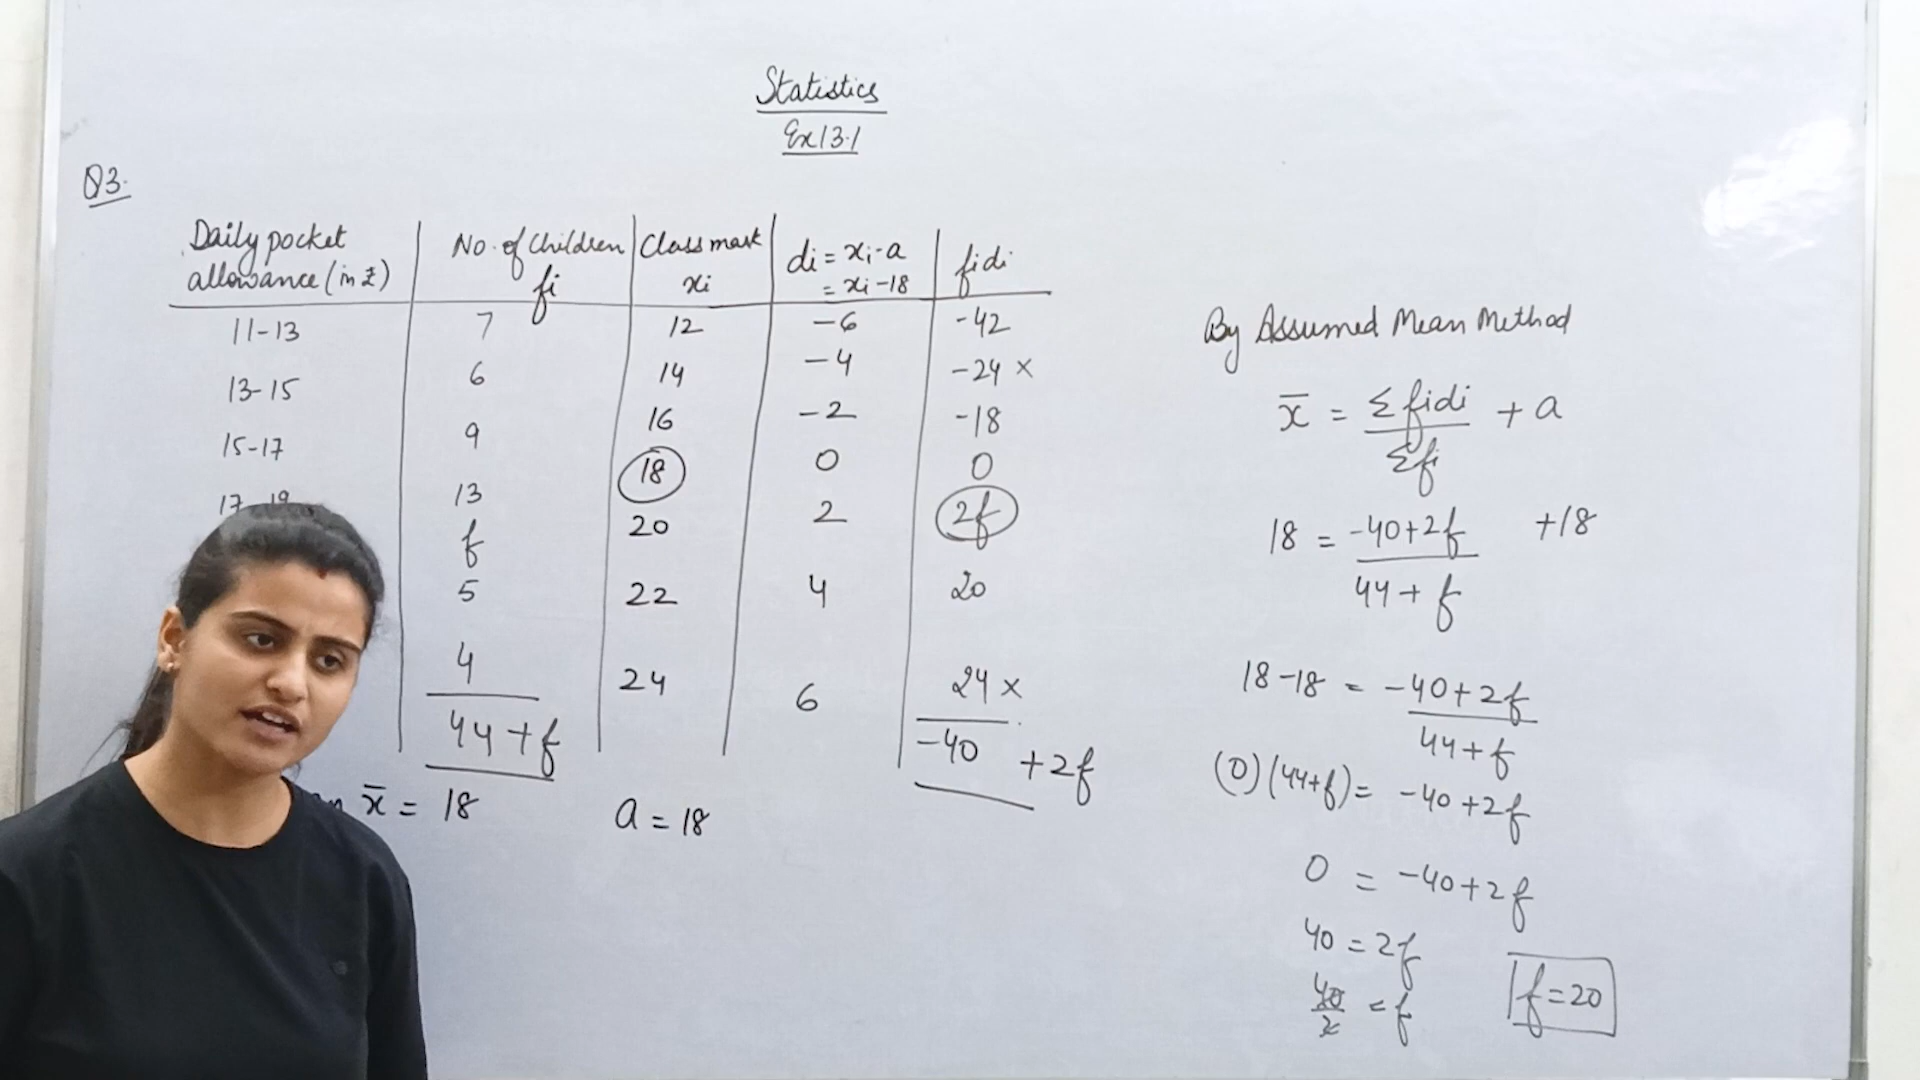 Statistics
Ex 13.1
Q3.
Daily pocket allowance (in ₹) | No. of Children fi | Class mark xi | di = xi - a = xi - 18 | fidi
11-13 7 12 -6 -42
13-15 6 14 -4 -24 ×
15-17 9 16 -2 -18
17-19 13 18 0 0
f 20 2 2f
5 22 4 20
4 24 6 24 ×
44+f -40 +2f
x̄ = 18 a = 18
By Assumed Mean Method
x̄ = Σfidi/Σfi + a
18 = -40+2f/44+f +18
18-18 = -40+2f/44+f
(0)(44+f) = -40+2f
0 = -40+2f
40 = 2f
40/2 = f
f=20